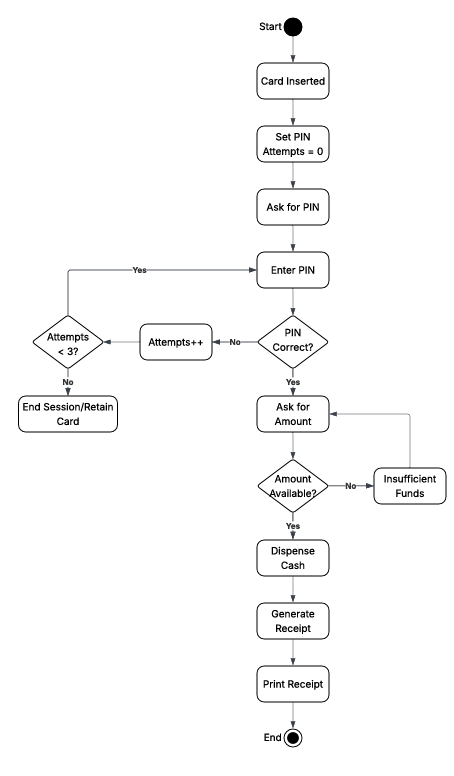 Start
Card Inserted
Set PIN
Attempts = 0
Ask for PIN
Enter PIN
Yes
PIN
Correct?
No
Attempts++
Attempts
< 3?
No
End Session/Retain
Card
Yes
Ask for
Amount
Amount
Available?
No
Insufficient
Funds
Yes
Dispense
Cash
Generate
Receipt
Print Receipt
End